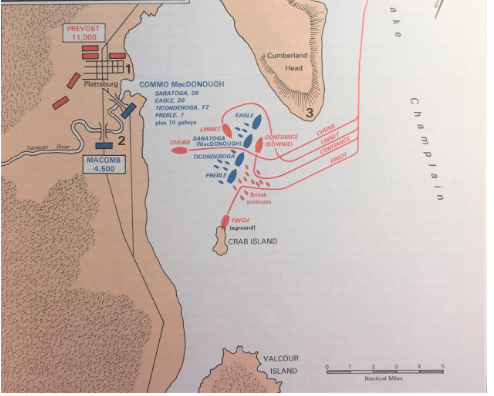 PREVOST
11,000
Plattsburg
1
2
Saranac River
MACOMB
4,500
COMMO MacDONOUGH
SARATOGA, 26
EAGLE, 20
TICONDEROGA, 17
PREBLE, 7
plus 10 galleys
Cumberland
Head
3
Lake
Champlain
EAGLE
LINNET
SARATOGA
(MacDONOUGH)
CONFIANCE
(DOWNIE)
CHUBB
TICONDEROGA
PREBLE
British
gunboats
CHUBB
LINNET
CONFIANCE
FINCH
FINCH
(aground)
CRAB ISLAND
VALCOUR
ISLAND
0 1 2 3 4 5
Nautical Miles